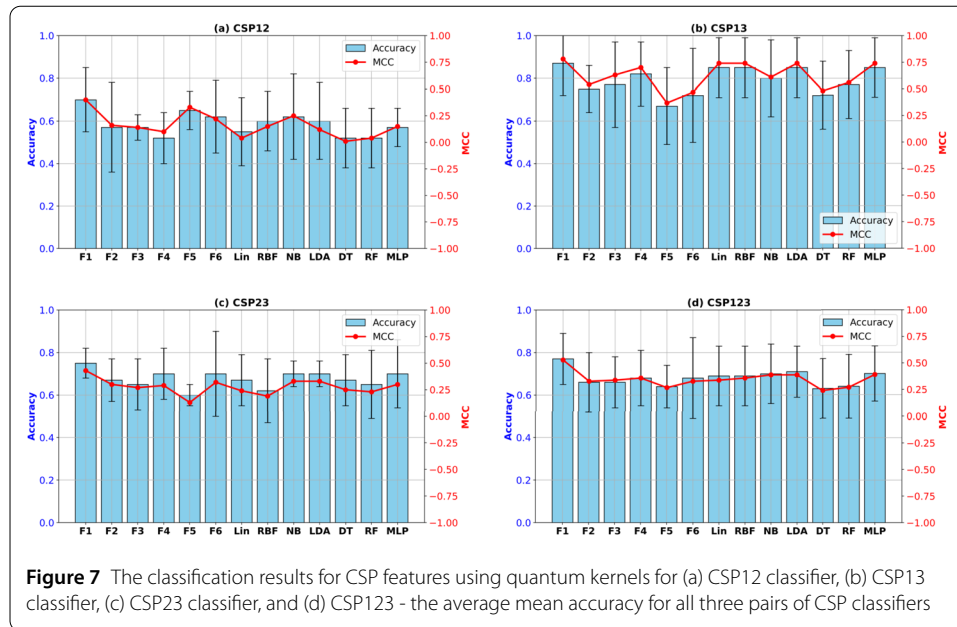 (a) CSP12
Accuracy
MCC
1.0
0.8
0.6
0.4
0.2
0.0
Accuracy
1.00
0.75
0.50
0.25
0.00
−0.25
−0.50
−0.75
−1.00
MCC
F1 F2 F3 F4 F5 F6 Lin RBF NB LDA DT RF MLP
(b) CSP13
Accuracy
MCC
1.0
0.8
0.6
0.4
0.2
0.0
Accuracy
1.00
0.75
0.50
0.25
0.00
−0.25
−0.50
−0.75
−1.00
MCC
F1 F2 F3 F4 F5 F6 Lin RBF NB LDA DT RF MLP
(c) CSP23
Accuracy
MCC
1.0
0.8
0.6
0.4
0.2
0.0
Accuracy
1.00
0.75
0.50
0.25
0.00
−0.25
−0.50
−0.75
−1.00
MCC
F1 F2 F3 F4 F5 F6 Lin RBF NB LDA DT RF MLP
(d) CSP123
Accuracy
MCC
1.0
0.8
0.6
0.4
0.2
0.0
Accuracy
1.00
0.75
0.50
0.25
0.00
−0.25
−0.50
−0.75
−1.00
MCC
F1 F2 F3 F4 F5 F6 Lin RBF NB LDA DT RF MLP
Figure 7 The classification results for CSP features using quantum kernels for (a) CSP12 classifier, (b) CSP13
classifier, (c) CSP23 classifier, and (d) CSP123 - the average mean accuracy for all three pairs of CSP classifiers